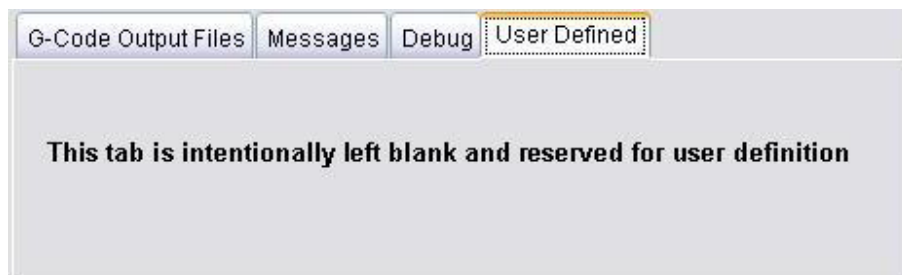 G-Code Output Files Messages Debug User Defined
This tab is intentionally left blank and reserved for user definition